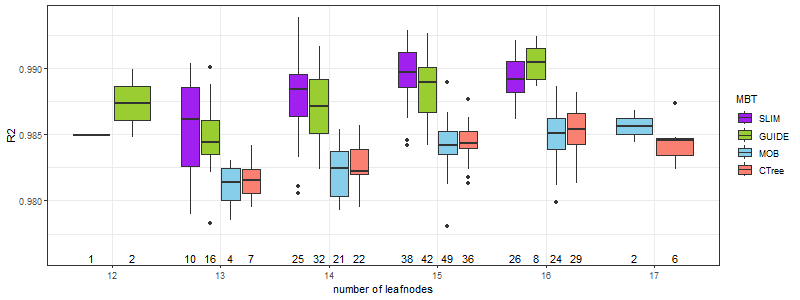 MBT
SLIM
GUIDE
MOB
CTree
R2
0.990
0.985
0.980
1 2 10 16 4 7 25 32 21 22 38 42 49 36 26 8 24 29 2 6
12 13 14 15 16 17
number of leafnodes